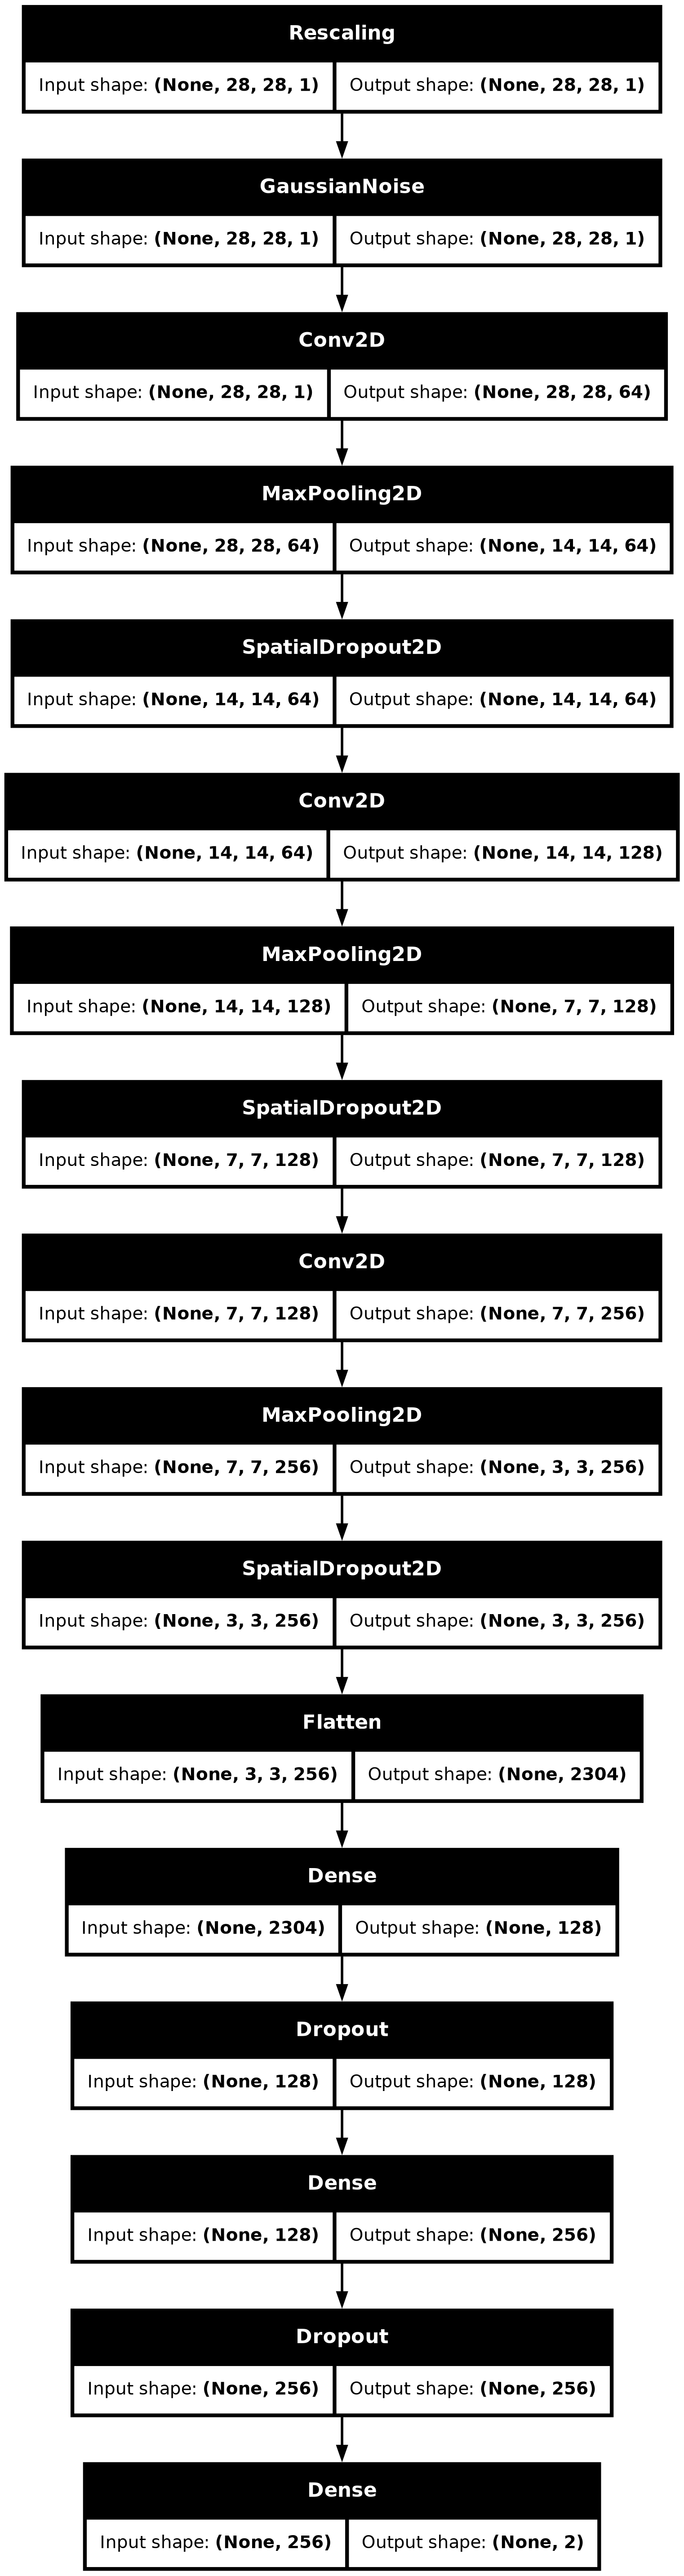 Rescaling
Input shape: (None, 28, 28, 1) Output shape: (None, 28, 28, 1)
GaussianNoise
Input shape: (None, 28, 28, 1) Output shape: (None, 28, 28, 1)
Conv2D
Input shape: (None, 28, 28, 1) Output shape: (None, 28, 28, 64)
MaxPooling2D
Input shape: (None, 28, 28, 64) Output shape: (None, 14, 14, 64)
SpatialDropout2D
Input shape: (None, 14, 14, 64) Output shape: (None, 14, 14, 64)
Conv2D
Input shape: (None, 14, 14, 64) Output shape: (None, 14, 14, 128)
MaxPooling2D
Input shape: (None, 14, 14, 128) Output shape: (None, 7, 7, 128)
SpatialDropout2D
Input shape: (None, 7, 7, 128) Output shape: (None, 7, 7, 128)
Conv2D
Input shape: (None, 7, 7, 128) Output shape: (None, 7, 7, 256)
MaxPooling2D
Input shape: (None, 7, 7, 256) Output shape: (None, 3, 3, 256)
SpatialDropout2D
Input shape: (None, 3, 3, 256) Output shape: (None, 3, 3, 256)
Flatten
Input shape: (None, 3, 3, 256) Output shape: (None, 2304)
Dense
Input shape: (None, 2304) Output shape: (None, 128)
Dropout
Input shape: (None, 128) Output shape: (None, 128)
Dense
Input shape: (None, 128) Output shape: (None, 256)
Dropout
Input shape: (None, 256) Output shape: (None, 256)
Dense
Input shape: (None, 256) Output shape: (None, 2)